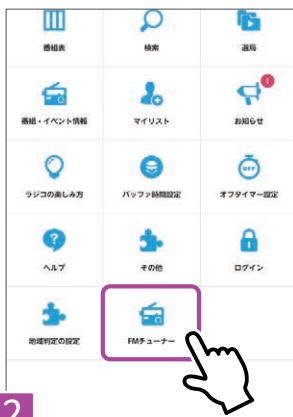 番組表 検索 選局
!
番組・イベント情報 マイリスト お知らせ
OFF
ラジコの楽しみ方 バッファ時間設定 オフタイマー設定
?
ヘルプ その他 ログイン
地域判定の設定 FMチューナー
2